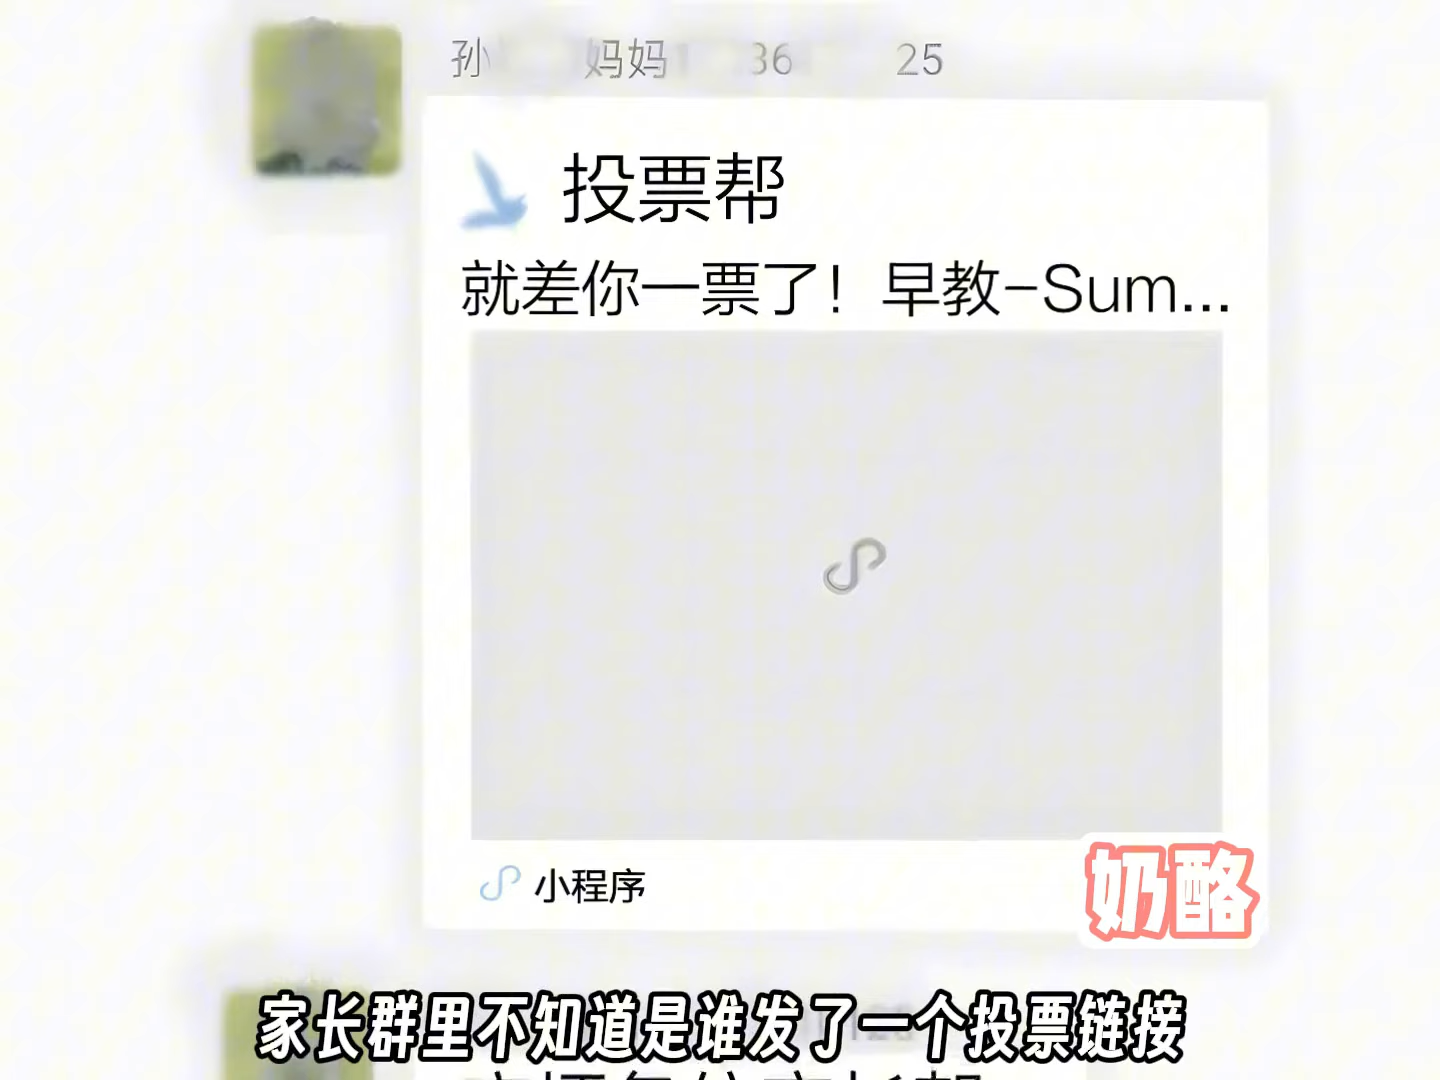 孙 妈妈1 36 25
投票帮
就差你一票了！早教-Sum...
小程序
奶酪
家长群里不知道是谁发了一个投票链接